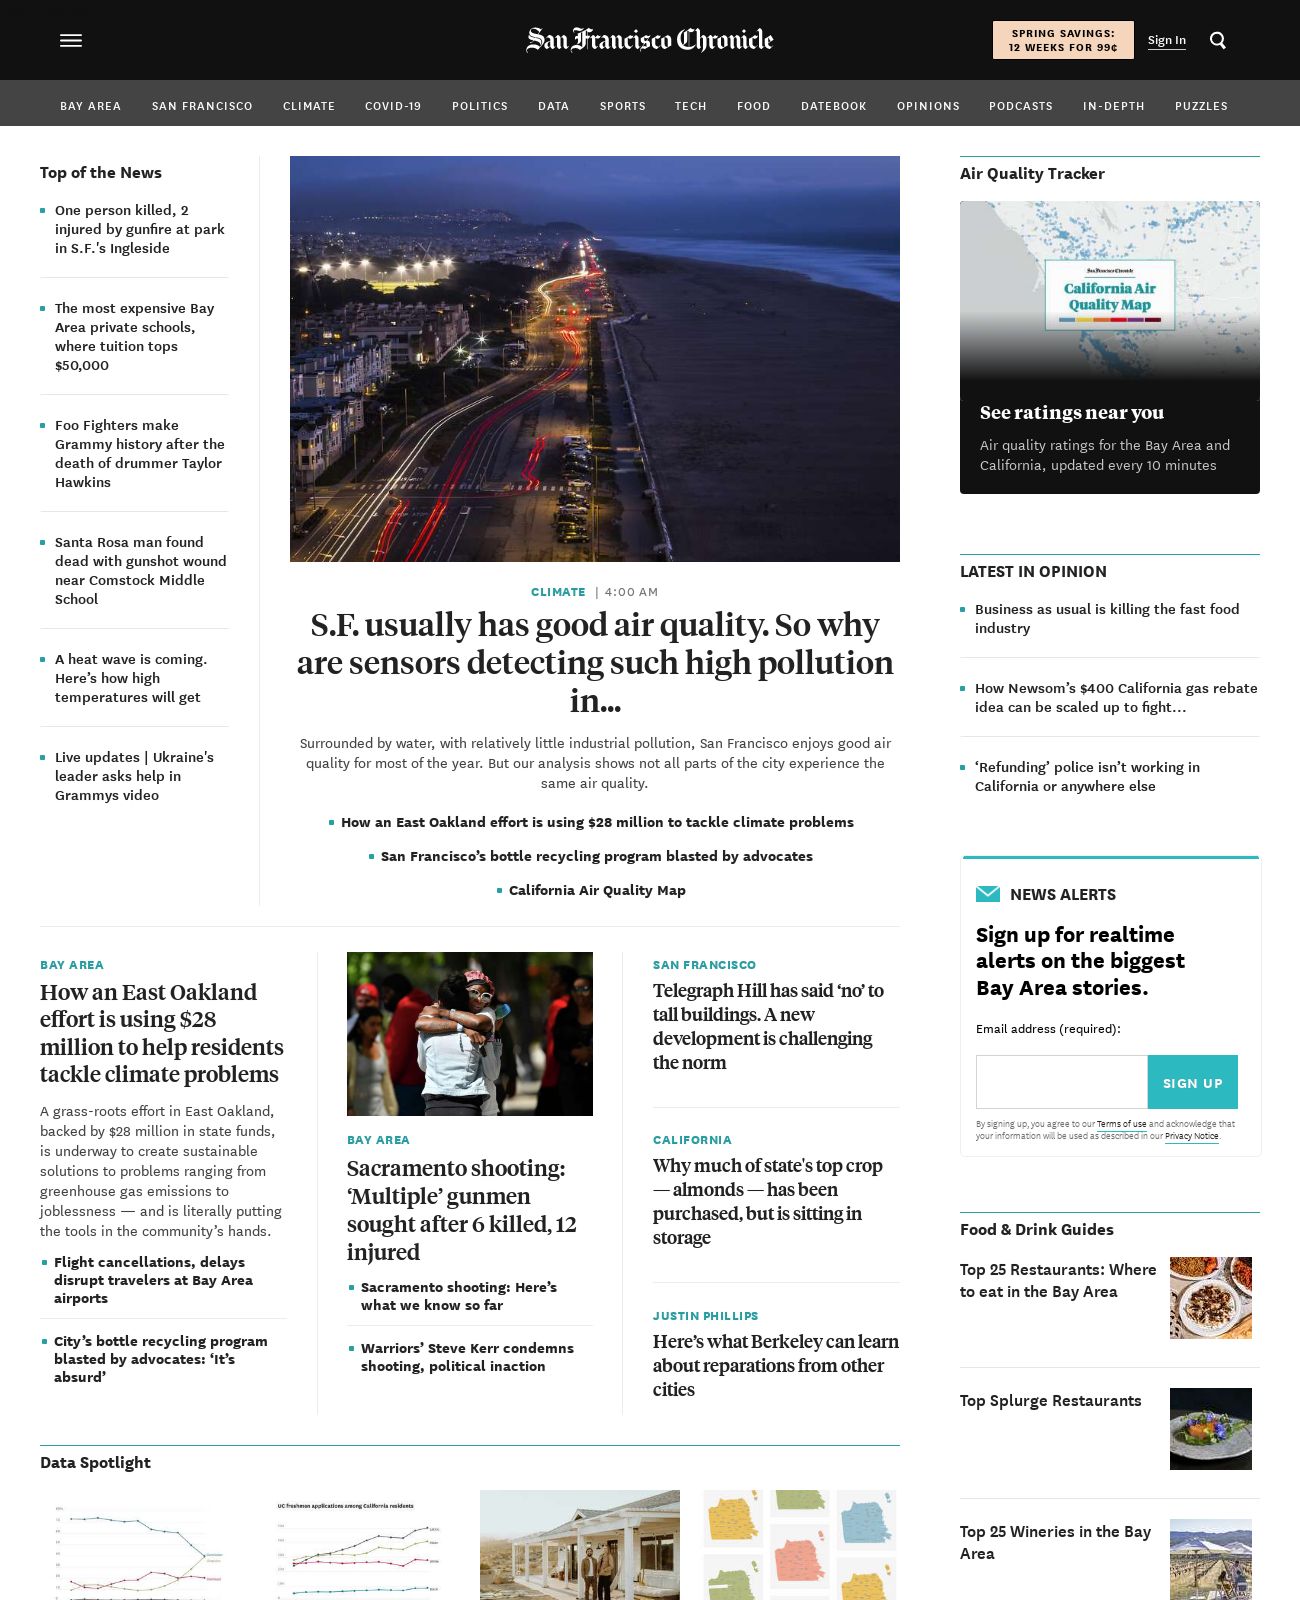 San Francisco Chronicle
SPRING SAVINGS:
12 WEEKS FOR 99¢
Sign In
BAY AREA
SAN FRANCISCO
CLIMATE
COVID-19
POLITICS
DATA
SPORTS
TECH
FOOD
DATEBOOK
OPINIONS
PODCASTS
IN-DEPTH
PUZZLES
Top of the News
One person killed, 2
injured by gunfire at park
in S.F.'s Ingleside
The most expensive Bay
Area private schools,
where tuition tops
$50,000
Foo Fighters make
Grammy history after the
death of drummer Taylor
Hawkins
Santa Rosa man found
dead with gunshot wound
near Comstock Middle
School
A heat wave is coming.
Here’s how high
temperatures will get
Live updates | Ukraine's
leader asks help in
Grammys video
CLIMATE | 4:00 AM
S.F. usually has good air quality. So why
are sensors detecting such high pollution
in...
Surrounded by water, with relatively little industrial pollution, San Francisco enjoys good air
quality for most of the year. But our analysis shows not all parts of the city experience the
same air quality.
How an East Oakland effort is using $28 million to tackle climate problems
San Francisco’s bottle recycling program blasted by advocates
California Air Quality Map
BAY AREA
How an East Oakland
effort is using $28
million to help residents
tackle climate problems
A grass-roots effort in East Oakland,
backed by $28 million in state funds,
is underway to create sustainable
solutions to problems ranging from
greenhouse gas emissions to
joblessness — and is literally putting
the tools in the community’s hands.
Flight cancellations, delays
disrupt travelers at Bay Area
airports
City’s bottle recycling program
blasted by advocates: ‘It’s
absurd’
BAY AREA
Sacramento shooting:
‘Multiple’ gunmen
sought after 6 killed, 12
injured
Sacramento shooting: Here’s
what we know so far
Warriors’ Steve Kerr condemns
shooting, political inaction
SAN FRANCISCO
Telegraph Hill has said ‘no’ to
tall buildings. A new
development is challenging
the norm
CALIFORNIA
Why much of state's top crop
— almonds — has been
purchased, but is sitting in
storage
JUSTIN PHILLIPS
Here’s what Berkeley can learn
about reparations from other
cities
Data Spotlight
UC freshmen applications among California residents
Air Quality Tracker
San Francisco Chronicle
California Air
Quality Map
See ratings near you
Air quality ratings for the Bay Area and
California, updated every 10 minutes
LATEST IN OPINION
Business as usual is killing the fast food
industry
How Newsom’s $400 California gas rebate
idea can be scaled up to fight…
‘Refunding’ police isn’t working in
California or anywhere else
NEWS ALERTS
Sign up for realtime
alerts on the biggest
Bay Area stories.
Email address (required):
SIGN UP
By signing up, you agree to our Terms of use and acknowledge that
your information will be used as described in our Privacy Notice.
Food & Drink Guides
Top 25 Restaurants: Where
to eat in the Bay Area
Top Splurge Restaurants
Top 25 Wineries in the Bay
Area